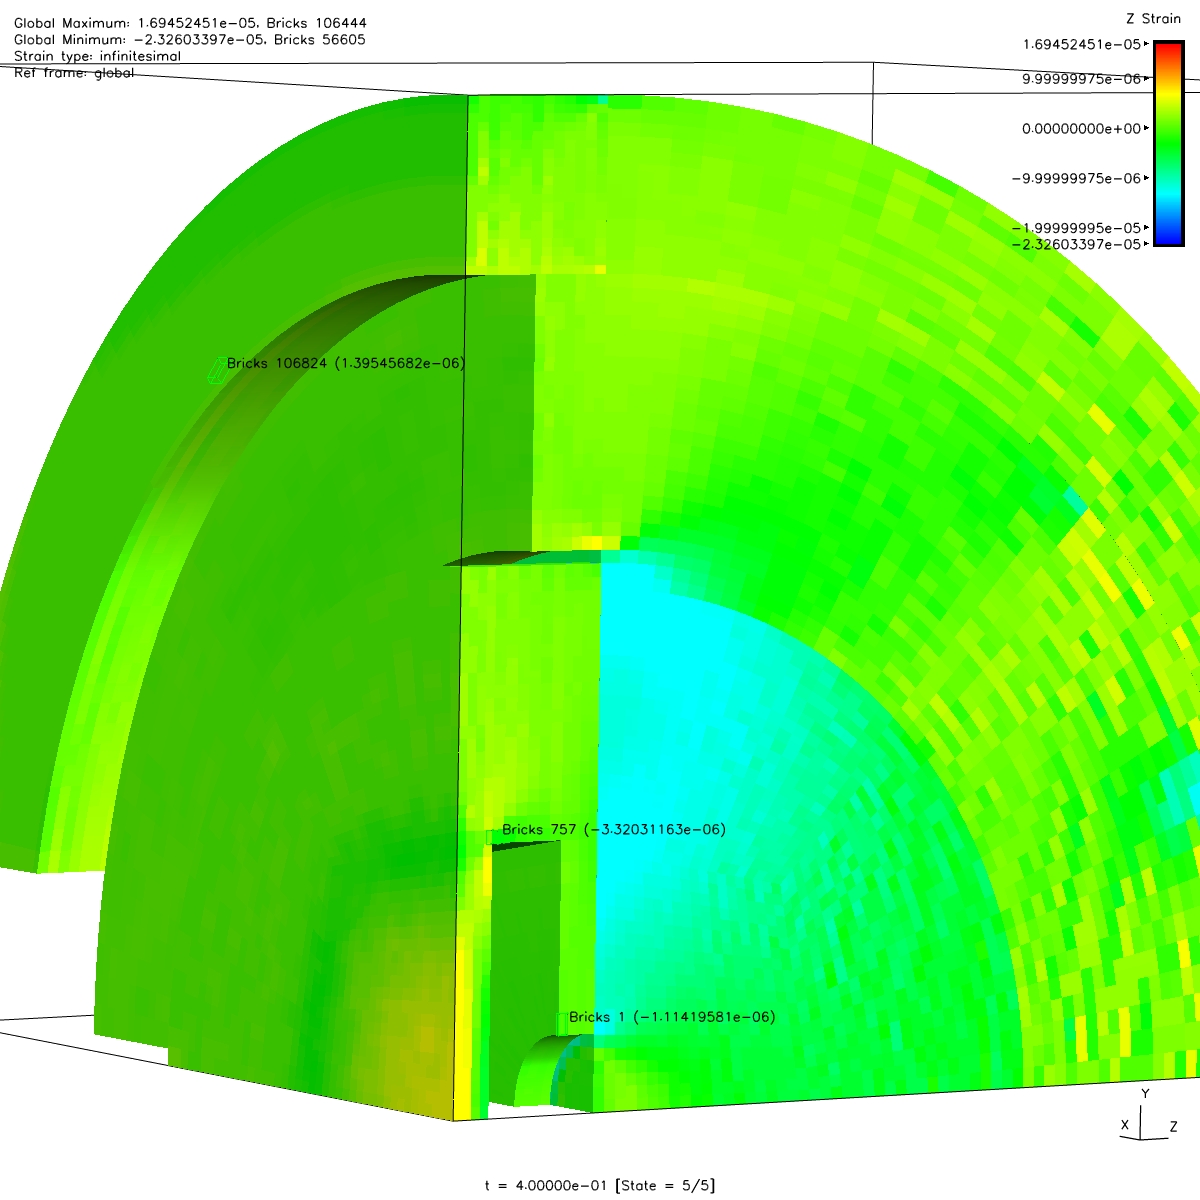 Global Maximum: 1.69452451e-05, Bricks 106444
Global Minimum: -2.32603397e-05, Bricks 56605
Strain type: infinitesimal
Ref frame: global
Z Strain
1.69452451e-05
9.99999975e-06
0.00000000e+00
-9.99999975e-06
-1.99999995e-05
-2.32603397e-05
Bricks 106824 (1.39545682e-06)
Bricks 757 (-3.32031163e-06)
Bricks 1 (-1.11419581e-06)
Y
X Z
t = 4.00000e-01 [State = 5/5]